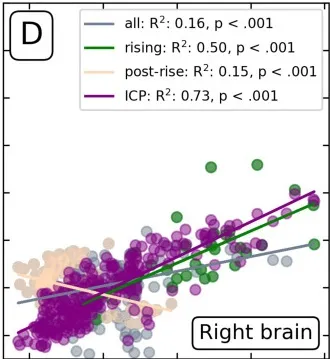 D
all: R²: 0.16, p < .001
rising: R²: 0.50, p < .001
post-rise: R²: 0.15, p < .001
ICP: R²: 0.73, p < .001
Right brain